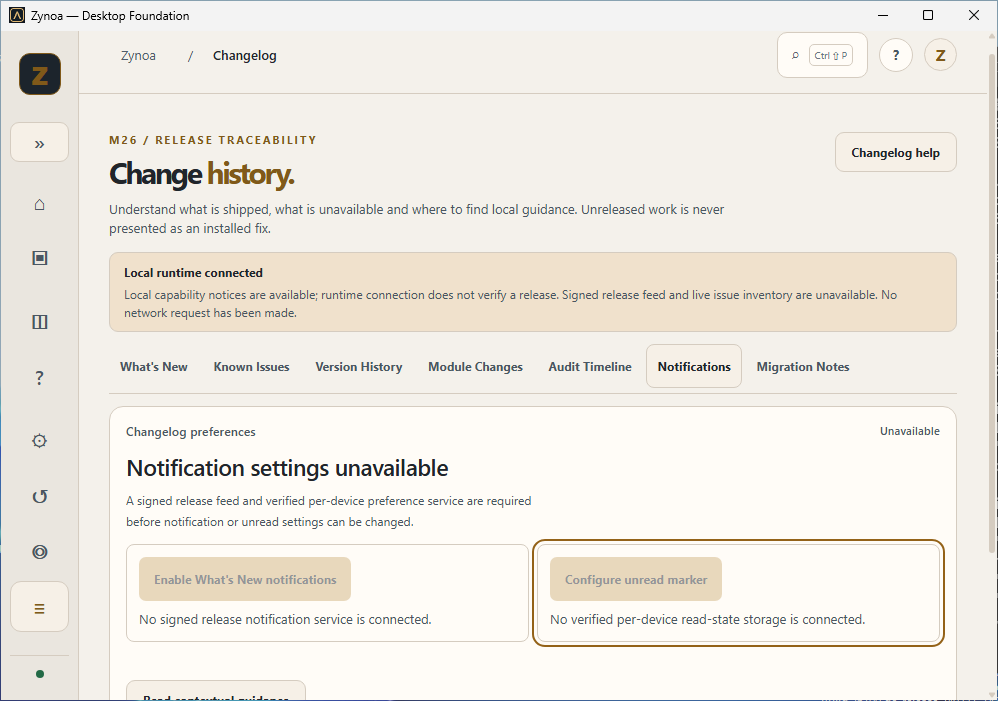 Zynoa — Desktop Foundation
Z
Zynoa / Changelog
Ctrl ⇧ P
?
Z
»
M26 / RELEASE TRACEABILITY
Change history.
Changelog help
Understand what is shipped, what is unavailable and where to find local guidance. Unreleased work is never
presented as an installed fix.
Local runtime connected
Local capability notices are available; runtime connection does not verify a release. Signed release feed and live issue inventory are unavailable. No
network request has been made.
?
What's New
Known Issues
Version History
Module Changes
Audit Timeline
Notifications
Migration Notes
Changelog preferences
Unavailable
Notification settings unavailable
A signed release feed and verified per-device preference service are required
before notification or unread settings can be changed.
Enable What's New notifications
No signed release notification service is connected.
Configure unread marker
No verified per-device read-state storage is connected.
Read contextual guidance